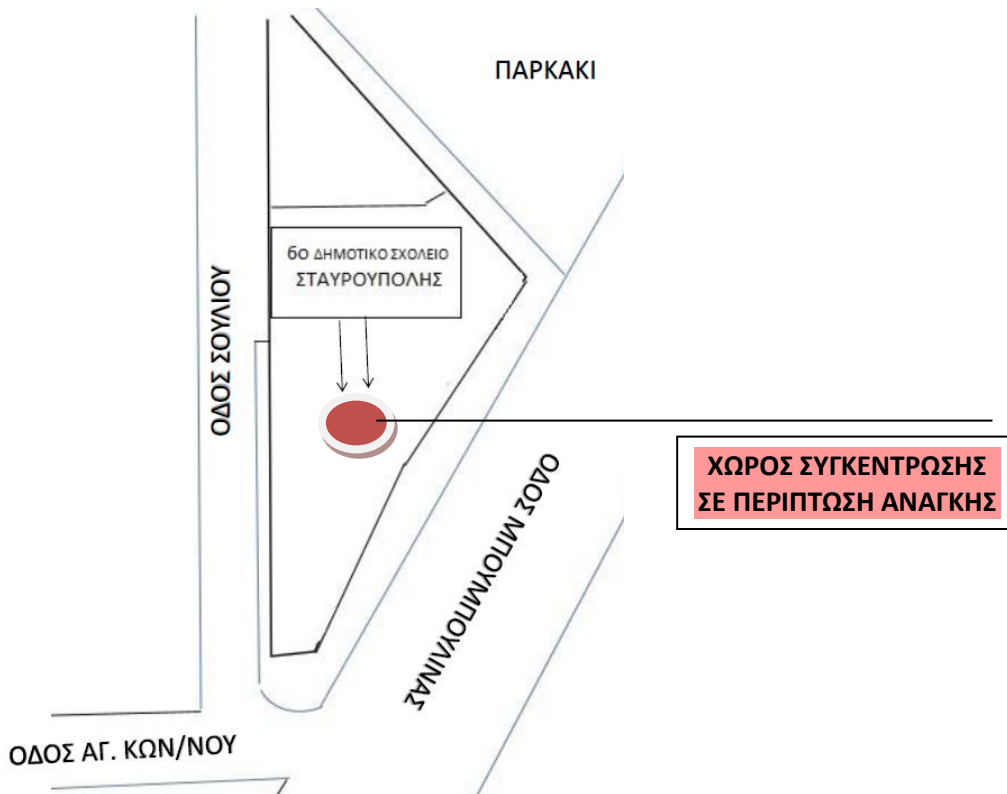 ΠΑΡΚΑΚΙ
6ο ΔΗΜΟΤΙΚΟ ΣΧΟΛΕΙΟ
ΣΤΑΥΡΟΥΠΟΛΗΣ
ΟΔΟΣ ΣΟΥΛΙΟΥ
ΧΩΡΟΣ ΣΥΓΚΕΝΤΡΩΣΗΣ
ΣΕ ΠΕΡΙΠΤΩΣΗ ΑΝΑΓΚΗΣ
ΟΔΟΣ ΜΠΟΥΜΠΟΥΛΙΝΑΣ
ΟΔΟΣ ΑΓ. ΚΩΝ/ΝΟΥ